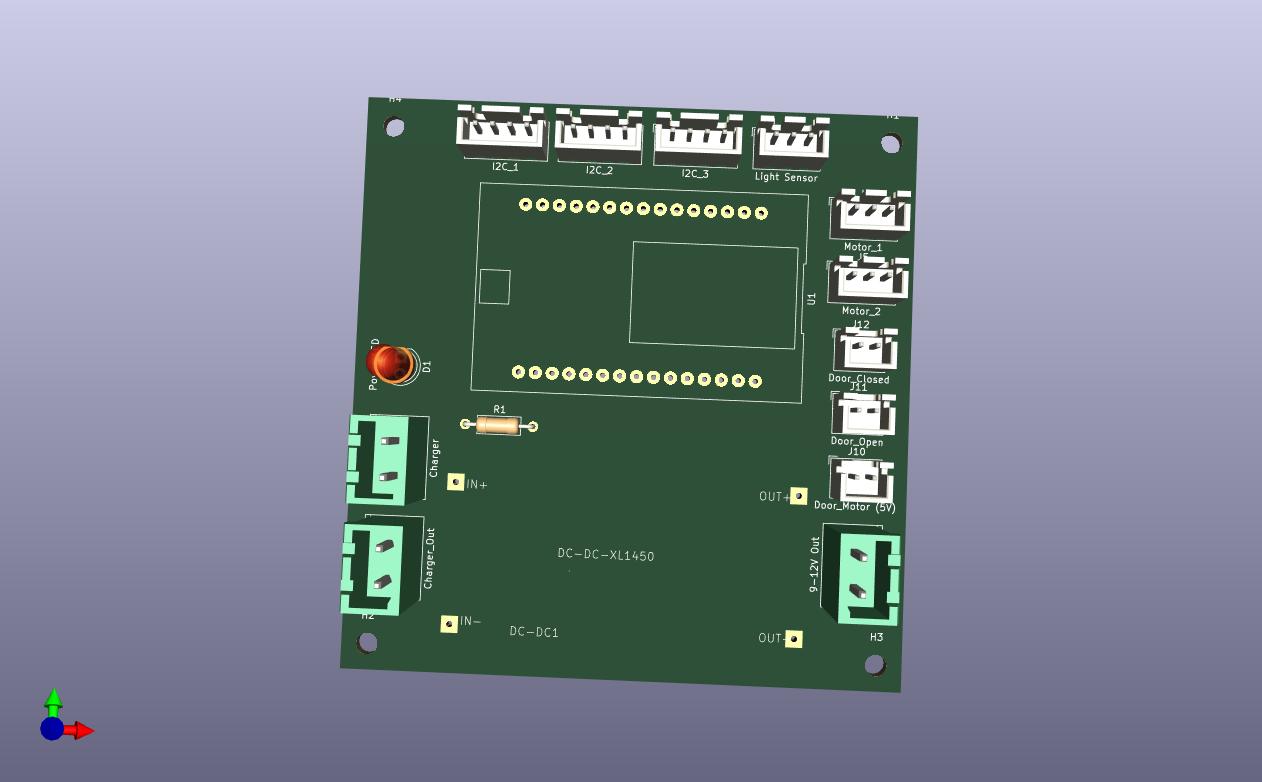 H4
H1
I2C_1
I2C_2
I2C_3
Light Sensor
Motor_1
J5
Motor_2
U1
J12
Door_Closed
D1
J11
R1
Door_Open
J10
Charger
IN+
OUT+
Door_Motor (5V)
Charger_Out
DC-DC-XL1450
9-12V Out
H2
IN-
DC-DC1
OUT-
H3